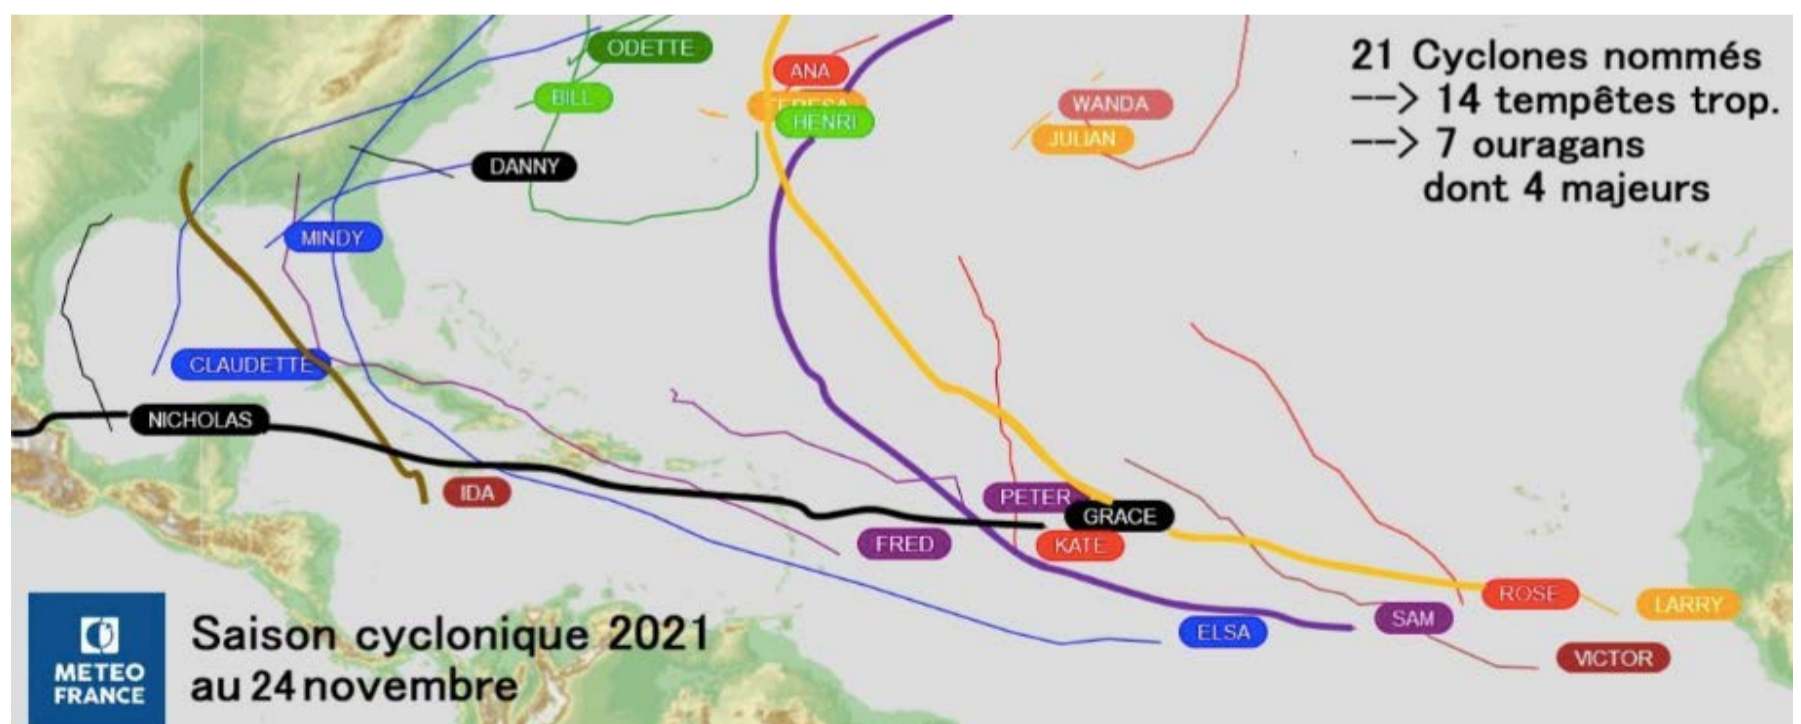 ODETTE
ANA
BILL
HENRI
WANDA
JULIAN
DANNY
MINDY
CLAUDETTE
NICHOLAS
IDA
PETER
GRACE
FRED
KATE
ROSE
LARRY
SAM
ELSA
VICTOR
21 Cyclones nommés
--> 14 tempêtes trop.
--> 7 ouragans
dont 4 majeurs
METEO
FRANCE
Saison cyclonique 2021
au 24 novembre